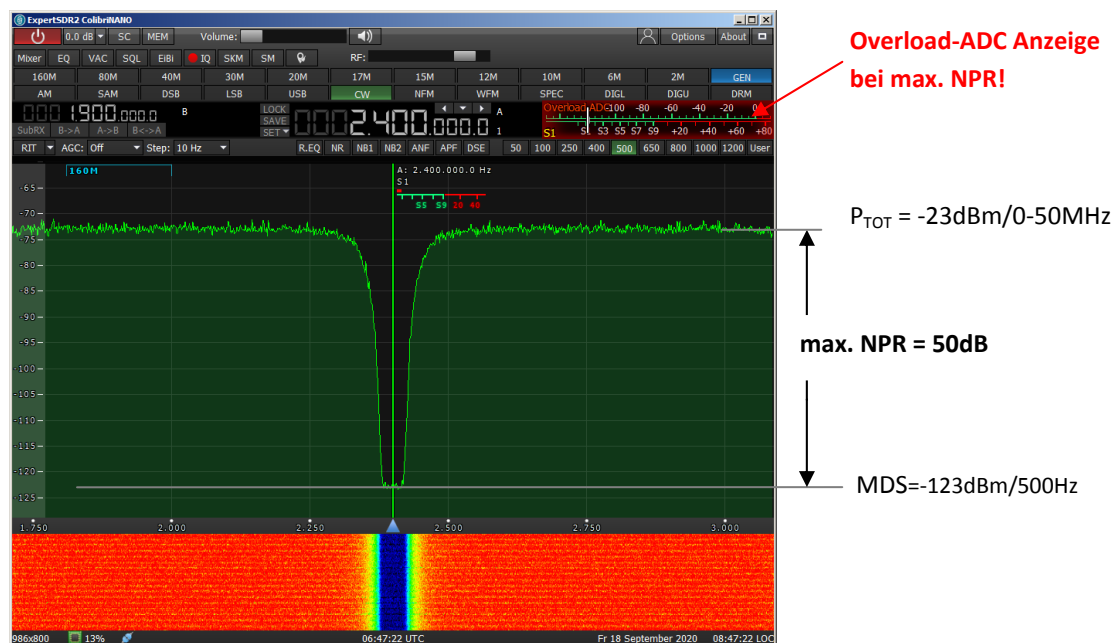 ExpertSDR2 ColibriNANO
0.0 dB SC MEM Volume: Options About
Mixer EQ VAC SQL EiBi IQ SKM SM RF:
160M 80M 40M 30M 20M 17M 15M 12M 10M 6M 2M GEN
AM SAM DSB LSB USB CW NFM WFM SPEC DIGL DIGU DRM
000 1.900.000.0 B LOCK SAVE SET 000 2.400.000.0 A 1
Overload ADC -100 -80 -60 -40 -20 0
SubRX B->A A->B B<->A
S1 S1 S3 S5 S7 S9 +20 +40 +60 +80
RIT AGC: Off Step: 10 Hz R.EQ NR NB1 NB2 ANF APF DSE 50 100 250 400 500 650 800 1000 1200 User
160M
A: 2.400.000.0 Hz
S1
S5 S9 20 40
-65
-70
-75
-80
-85
-90
-95
-100
-105
-110
-115
-120
-125
1.750 2.000 2.250 2.500 2.750 3.000
986x800 13% 06:47:22 UTC Fr 18 September 2020 08:47:22 LOC
Overload-ADC Anzeige
bei max. NPR!
PTOT = -23dBm/0-50MHz
max. NPR = 50dB
MDS=-123dBm/500Hz